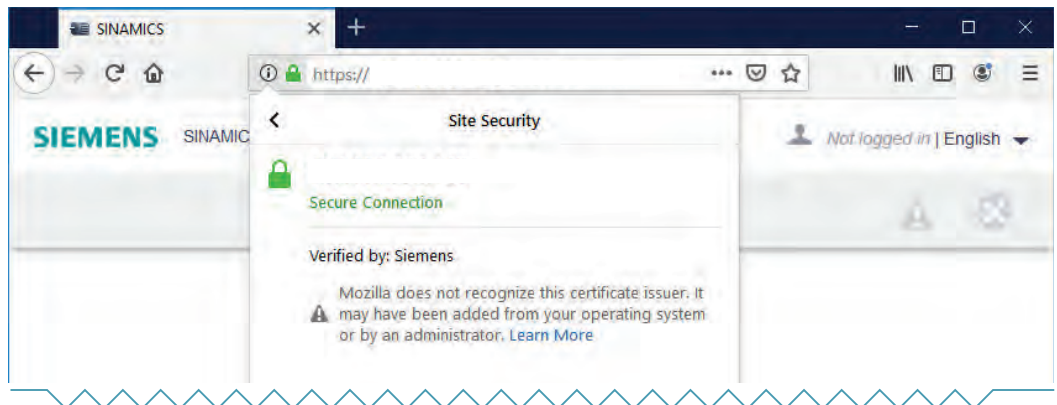 SINAMICS
https://
SIEMENS SINAMIC
Site Security
Not logged in | English
Secure Connection
Verified by: Siemens
Mozilla does not recognize this certificate issuer. It
may have been added from your operating system
or by an administrator. Learn More